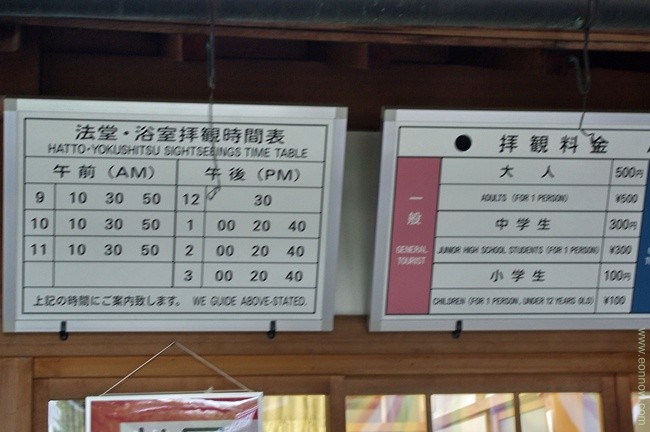 法堂・浴室拝観時間表
HATTO-YOKUSHITSU SIGHTSEEINGS TIME TABLE
午前 (AM) 午後 (PM)
9 10 30 50 12 30
10 10 30 50 1 00 20 40
11 10 30 50 2 00 20 40
3 00 20 40
上記の時間にご案内致します。 WE GUIDE ABOVE-STATED.
● 拝観料金
一般
GENERAL TOURIST
大人 500円
ADULTS (FOR 1 PERSON) ¥500
中学生 300円
JUNIOR HIGH SCHOOL STUDENTS (FOR 1 PERSON) ¥300
小学生 100円
CHILDREN (FOR 1 PERSON, UNDER 12 YEARS OLD) ¥100